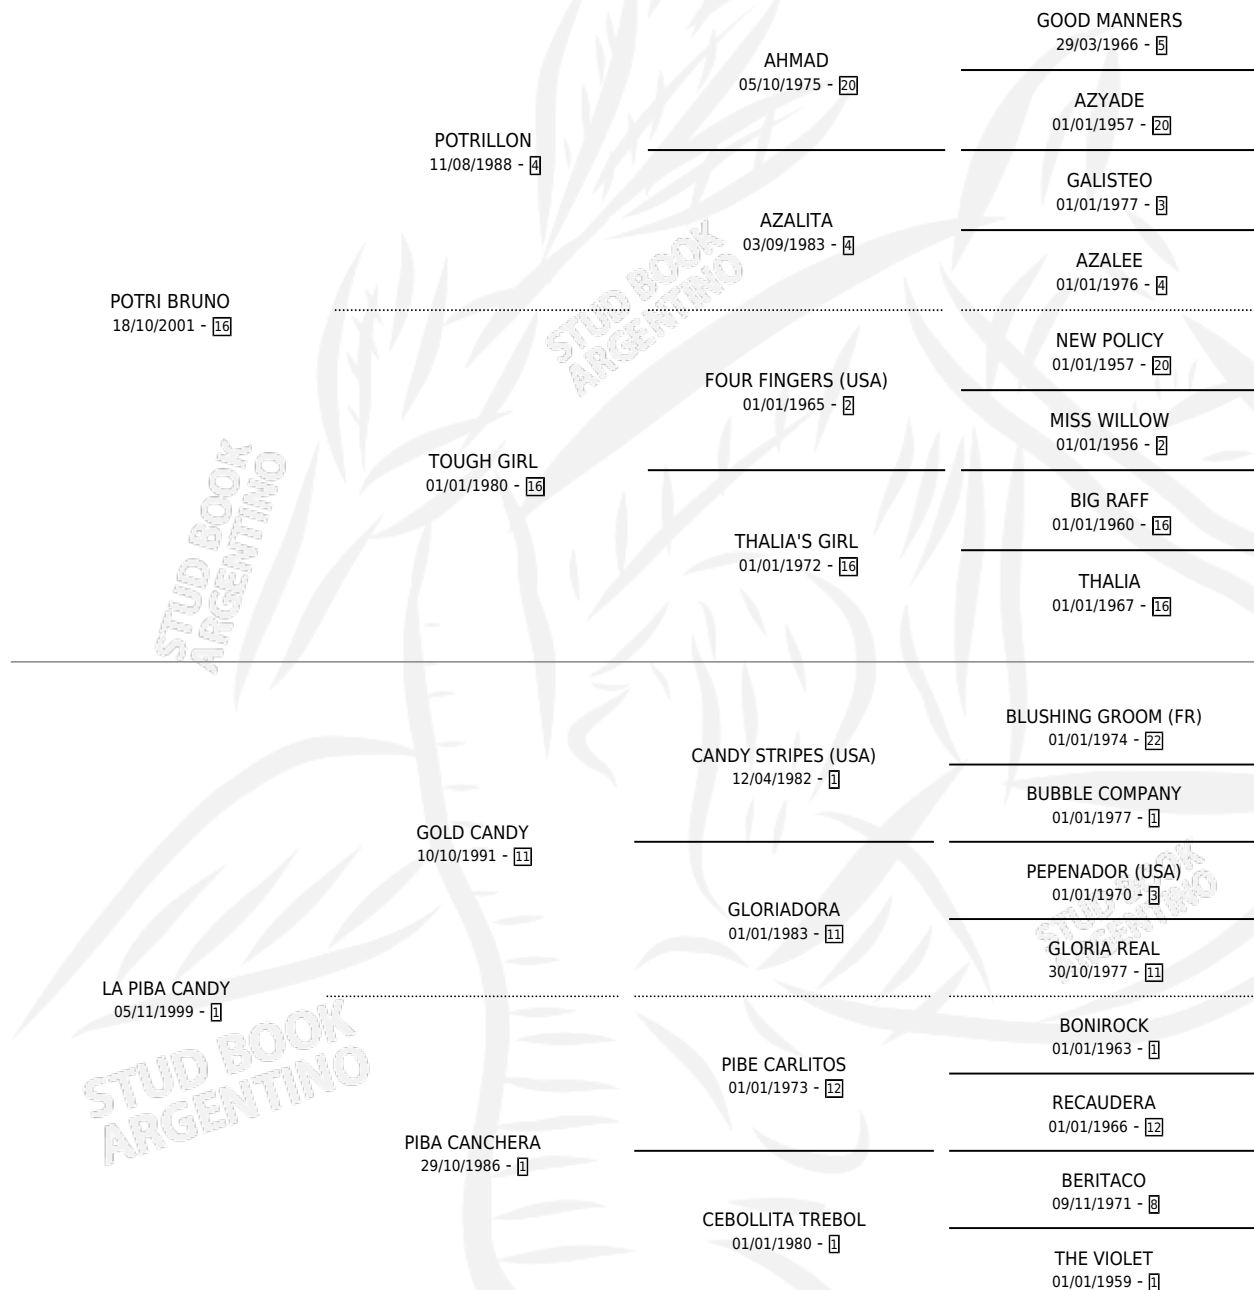 GOOD MANNERS
29/03/1966 - 5
AHMAD
05/10/1975 - 20
AZYADE
01/01/1957 - 20
POTRILLON
11/08/1988 - 4
GALISTEO
01/01/1977 - 3
AZALITA
03/09/1983 - 4
AZALEE
01/01/1976 - 4
POTRI BRUNO
18/10/2001 - 16
STUD BOOK
ARGENTINO
NEW POLICY
01/01/1957 - 20
FOUR FINGERS (USA)
01/01/1965 - 2
MISS WILLOW
01/01/1956 - 2
TOUGH GIRL
01/01/1980 - 16
BIG RAFF
01/01/1960 - 16
THALIA'S GIRL
01/01/1972 - 16
THALIA
01/01/1967 - 16
STUD BOOK
ARGENTINO
BLUSHING GROOM (FR)
01/01/1974 - 22
CANDY STRIPES (USA)
12/04/1982 - 1
BUBBLE COMPANY
01/01/1977 - 1
GOLD CANDY
10/10/1991 - 11
PEPENADOR (USA)
01/01/1970 - 3
GLORIADORA
01/01/1983 - 11
STUD BOOK
ARGENTINO
GLORIA REAL
30/10/1977 - 11
LA PIBA CANDY
05/11/1999 - 1
STUD BOOK
ARGENTINO
BONIROCK
01/01/1963 - 1
PIBE CARLITOS
01/01/1973 - 12
RECAUDERA
01/01/1966 - 12
PIBA CANCHERA
29/10/1986 - 1
BERITACO
09/11/1971 - 8
CEBOLLITA TREBOL
01/01/1980 - 1
THE VIOLET
01/01/1959 - 1